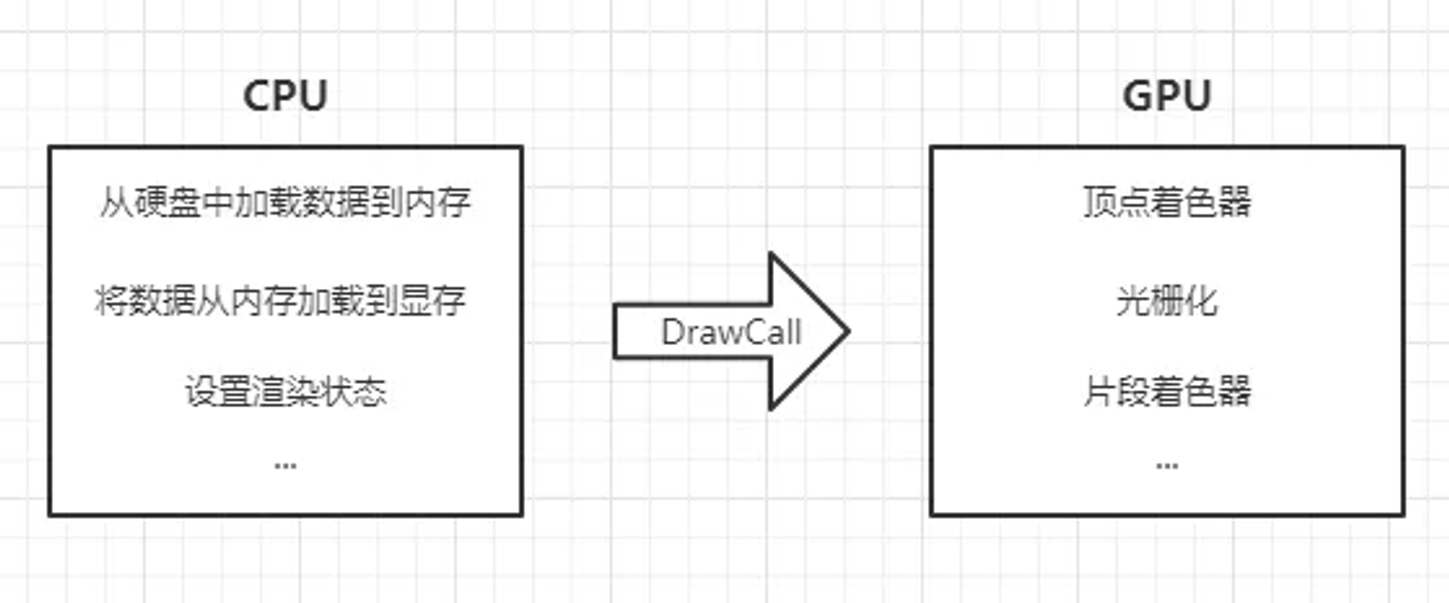 CPU
从硬盘中加载数据到内存
将数据从内存加载到显存
设置渲染状态
...
DrawCall
GPU
顶点着色器
光栅化
片段着色器
...